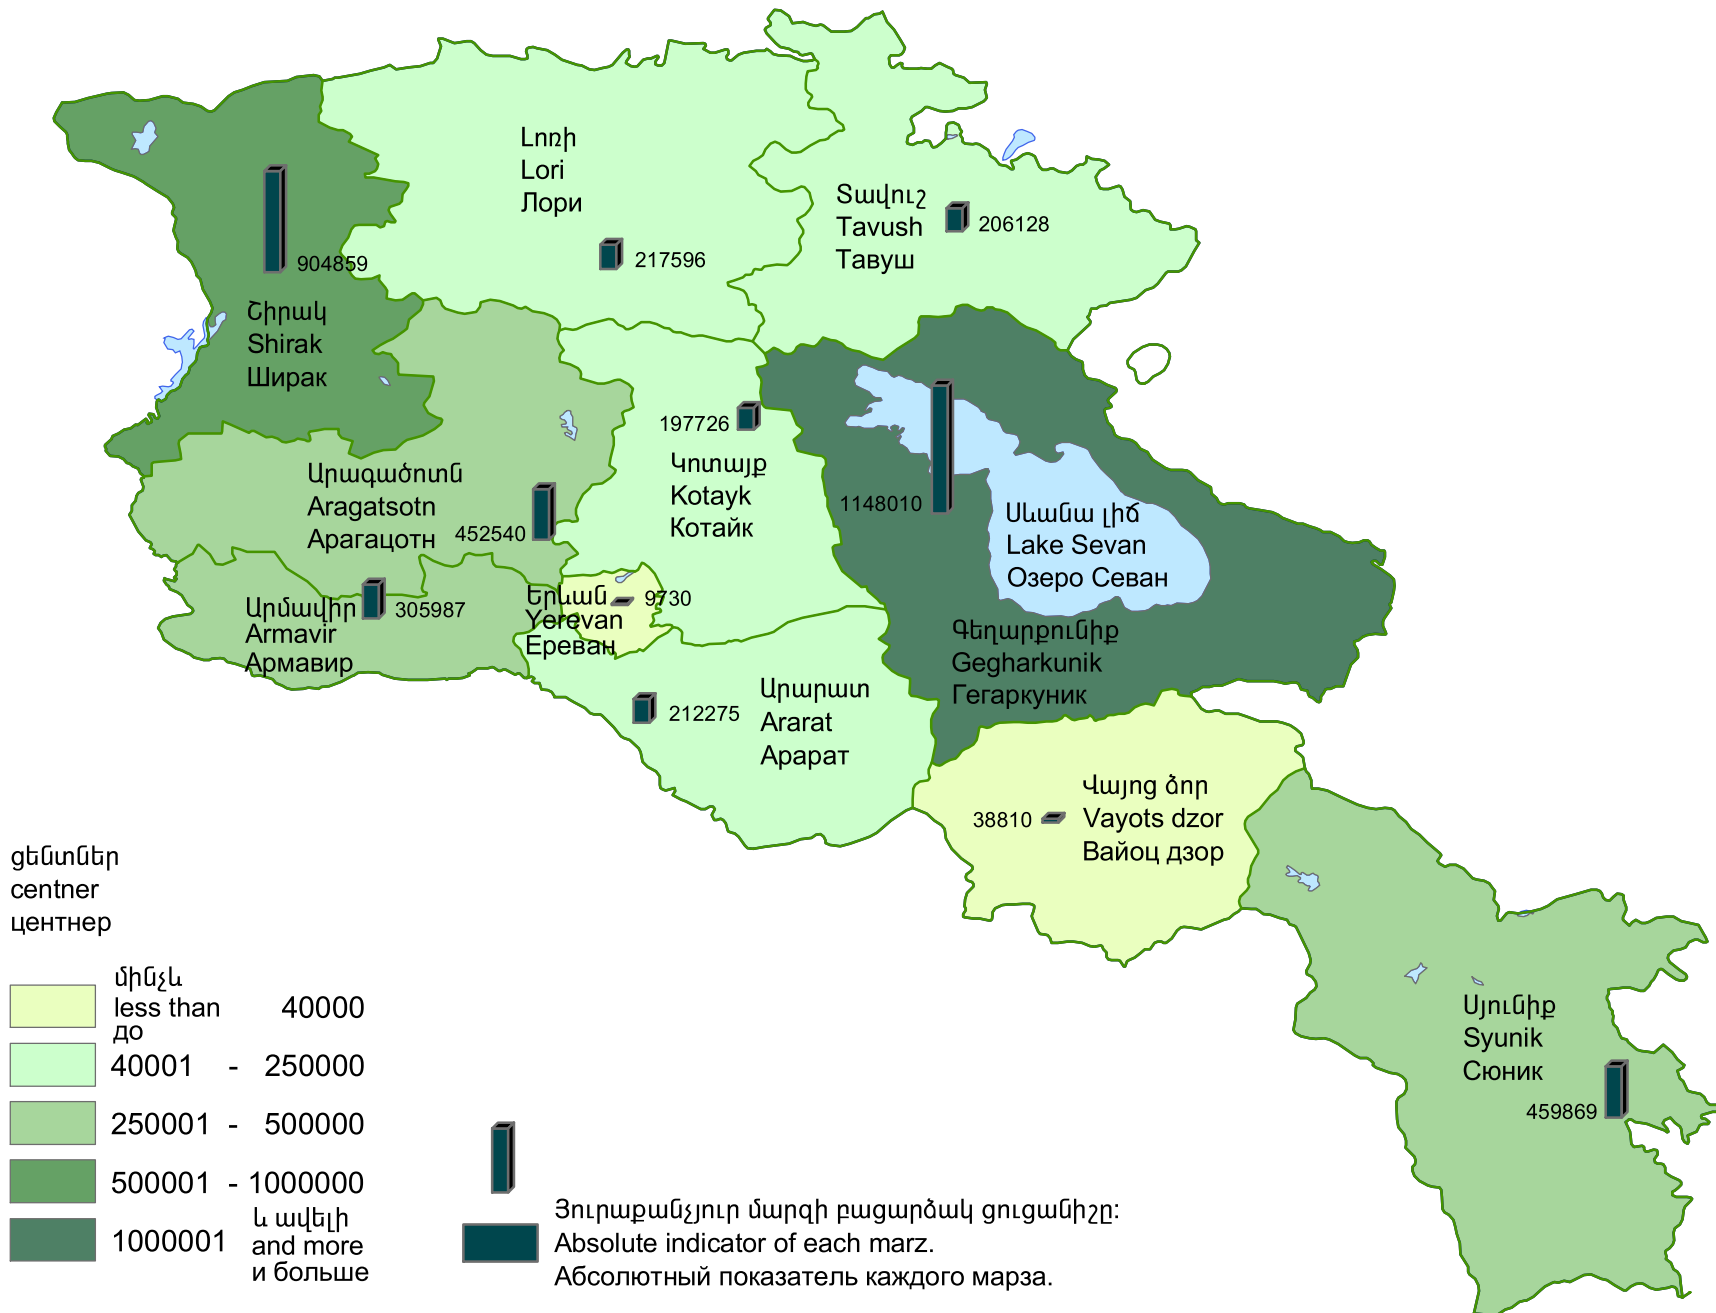 Լոռի
Lori
Лори
217596
Տավուշ
Tavush
Тавуш
206128
904859
Շիրակ
Shirak
Ширак
197726
Կոտայք
Kotayk
Котайк
Արագածոտն
Aragatsotn
Арагацотн
452540
1148010
Սևանա լիճ
Lake Sevan
Озеро Севан
Արմավիր
Armavir
Армавир
305987
Երևան
Yerevan
Ереван
9730
Գեղարքունիք
Gegharkunik
Гегаркуник
212275
Արարատ
Ararat
Арарат
38810
Վայոց ձոր
Vayots dzor
Вайоц дзор
Սյունիք
Syunik
Сюник
459869
ցենտներ
centner
центнер
մինչև
less than 40000
до
40001 - 250000
250001 - 500000
500001 - 1000000
և ավելի
1000001 and more
и больше
Յուրաքանչյուր մարզի բացարձակ ցուցանիշը:
Absolute indicator of each marz.
Абсолютный показатель каждого марза.